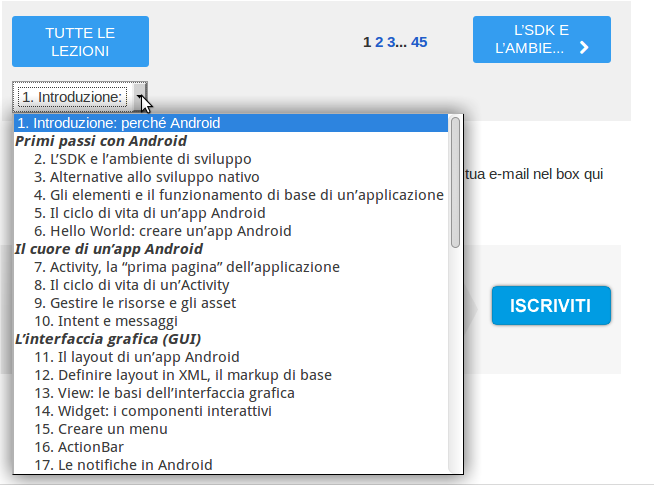 TUTTE LE
LEZIONI
1 2 3... 45
L'SDK E
L'AMBIE...
1. Introduzione:
1. Introduzione: perché Android
Primi passi con Android
2. L’SDK e l’ambiente di sviluppo
3. Alternative allo sviluppo nativo
tua e-mail nel box qui
4. Gli elementi e il funzionamento di base di un’applicazione
5. Il ciclo di vita di un’app Android
6. Hello World: creare un’app Android
Il cuore di un’app Android
7. Activity, la “prima pagina” dell’applicazione
8. Il ciclo di vita di un’Activity
9. Gestire le risorse e gli asset
ISCRIVITI
10. Intent e messaggi
L’interfaccia grafica (GUI)
11. Il layout di un’app Android
12. Definire layout in XML, il markup di base
13. View: le basi dell’interfaccia grafica
14. Widget: i componenti interattivi
15. Creare un menu
16. ActionBar
17. Le notifiche in Android